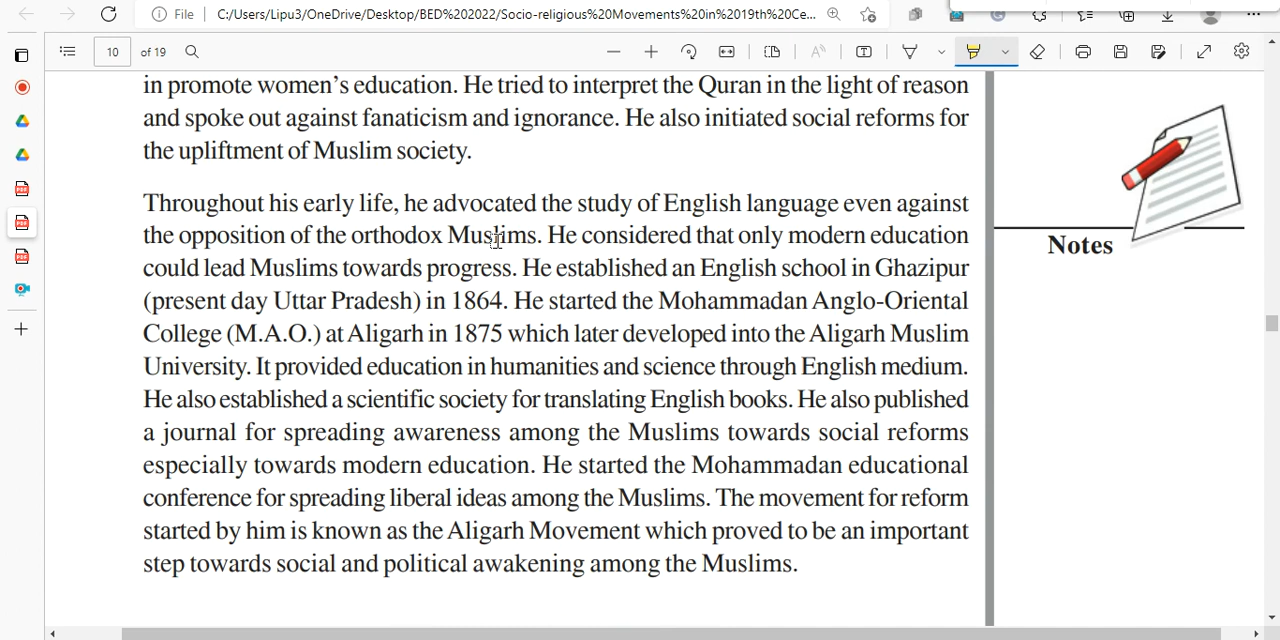 File
C:/Users/Lipu3/OneDrive/Desktop/BED%202022/Socio-religious%20Movements%20in%2019th%20Ce...
10 of 19
in promote women's education. He tried to interpret the Quran in the light of reason
and spoke out against fanaticism and ignorance. He also initiated social reforms for
the upliftment of Muslim society.
Throughout his early life, he advocated the study of English language even against
the opposition of the orthodox Muslims. He considered that only modern education
could lead Muslims towards progress. He established an English school in Ghazipur
(present day Uttar Pradesh) in 1864. He started the Mohammadan Anglo-Oriental
College (M.A.O.) at Aligarh in 1875 which later developed into the Aligarh Muslim
University. It provided education in humanities and science through English medium.
He also established a scientific society for translating English books. He also published
a journal for spreading awareness among the Muslims towards social reforms
especially towards modern education. He started the Mohammadan educational
conference for spreading liberal ideas among the Muslims. The movement for reform
started by him is known as the Aligarh Movement which proved to be an important
step towards social and political awakening among the Muslims.
Notes